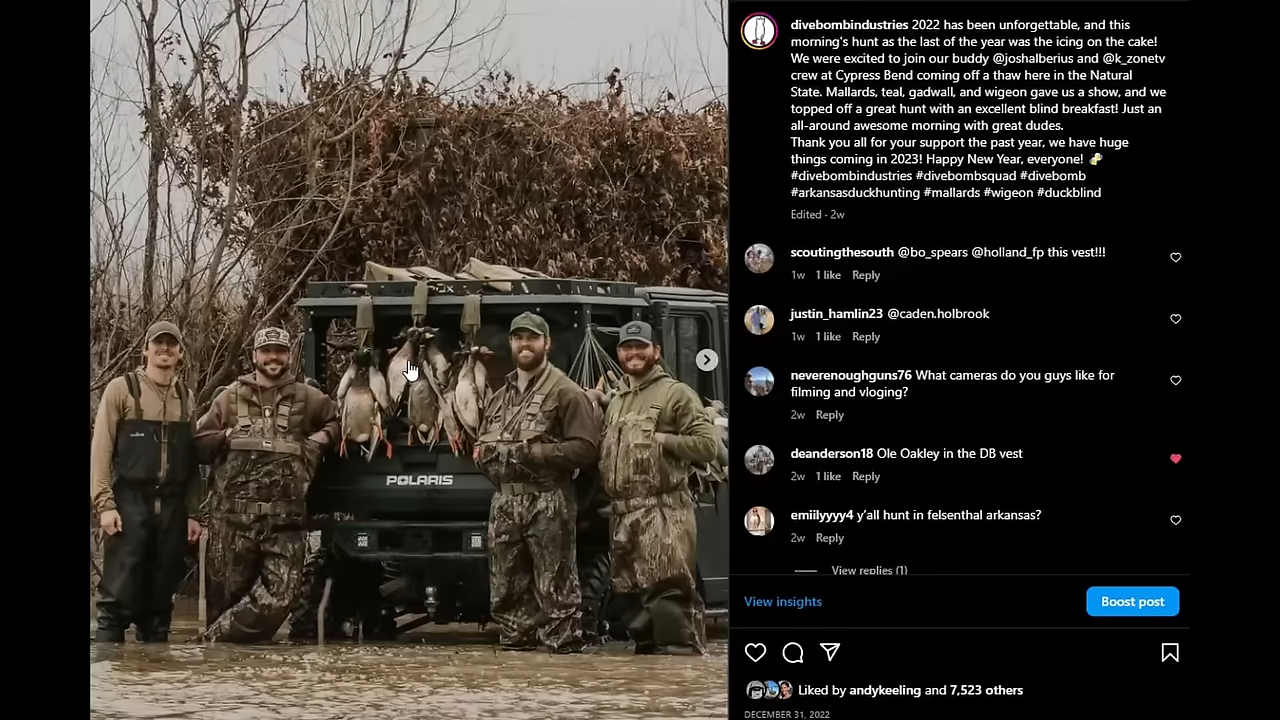 POLARIS
divebombindustries 2022 has been unforgettable, and this
morning's hunt as the last of the year was the icing on the cake!
We were excited to join our buddy @joshalberius and @k_zonetv
crew at Cypress Bend coming off a thaw here in the Natural
State. Mallards, teal, gadwall, and wigeon gave us a show, and we
topped off a great hunt with an excellent blind breakfast! Just an
all-around awesome morning with great dudes.
Thank you all for your support the past year, we have huge
things coming in 2023! Happy New Year, everyone!
#divebombindustries #divebombsquad #divebomb
#arkansasduckhunting #mallards #wigeon #duckblind
Edited · 2w
scoutingthesouth @bo_spears @holland_fp this vest!!!
1w 1 like Reply
justin_hamlin23 @caden.holbrook
1w 1 like Reply
neverenoughguns76 What cameras do you guys like for
filming and vloging?
2w Reply
deanderson18 Ole Oakley in the DB vest
2w 1 like Reply
emiilyyyy4 y'all hunt in felsenthal arkansas?
2w Reply
View replies (1)
View insights
Boost post
Liked by andykeeling and 7,523 others
DECEMBER 31, 2022